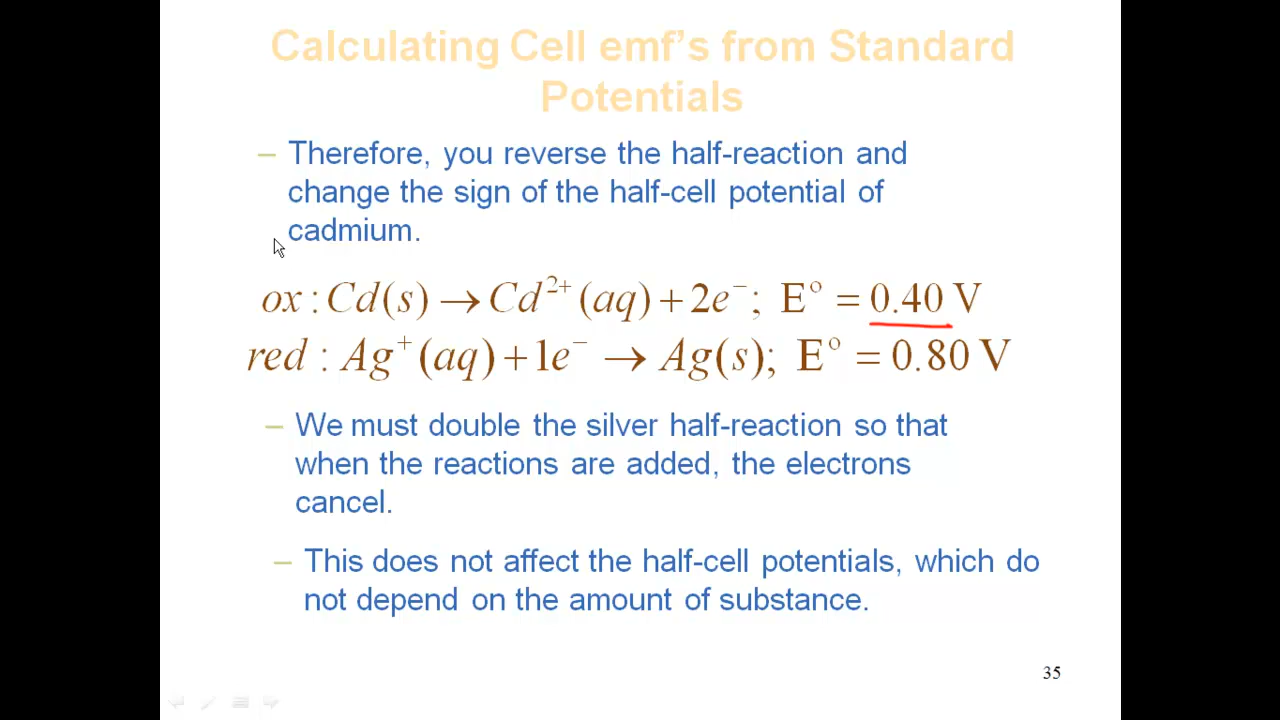 Calculating Cell emf's from Standard
Potentials
– Therefore, you reverse the half-reaction and
change the sign of the half-cell potential of
cadmium.
ox : Cd(s) → Cd²⁺(aq) + 2e⁻; E° = 0.40 V
red : Ag⁺(aq) + 1e⁻ → Ag(s); E° = 0.80 V
– We must double the silver half-reaction so that
when the reactions are added, the electrons
cancel.
– This does not affect the half-cell potentials, which do
not depend on the amount of substance.
35